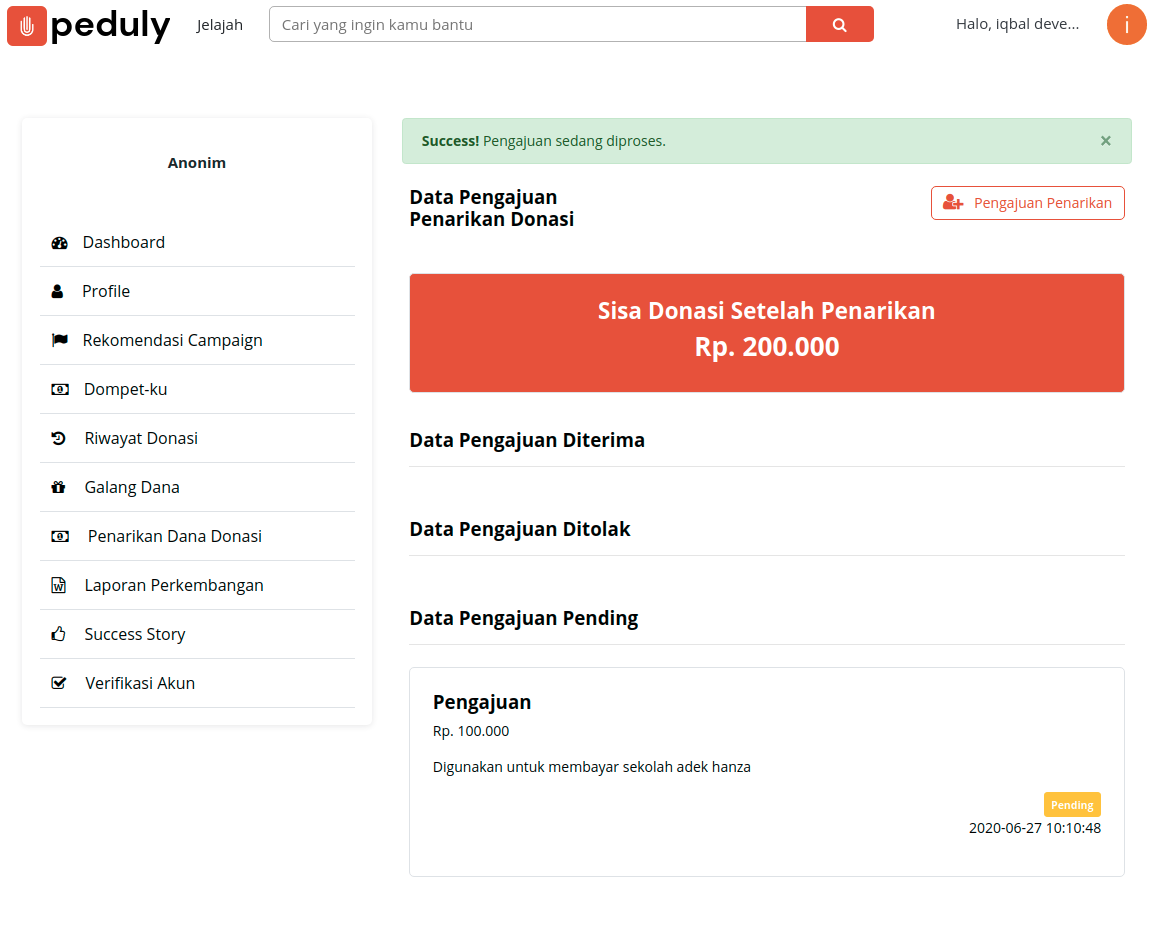 peduly
Jelajah
Cari yang ingin kamu bantu
Halo, iqbal deve...
i
Anonim
Dashboard
Profile
Rekomendasi Campaign
Dompet-ku
Riwayat Donasi
Galang Dana
Penarikan Dana Donasi
Laporan Perkembangan
Success Story
Verifikasi Akun
Success! Pengajuan sedang diproses.
×
Data Pengajuan
Penarikan Donasi
Pengajuan Penarikan
Sisa Donasi Setelah Penarikan
Rp. 200.000
Data Pengajuan Diterima
Data Pengajuan Ditolak
Data Pengajuan Pending
Pengajuan
Rp. 100.000
Digunakan untuk membayar sekolah adek hanza
Pending
2020-06-27 10:10:48